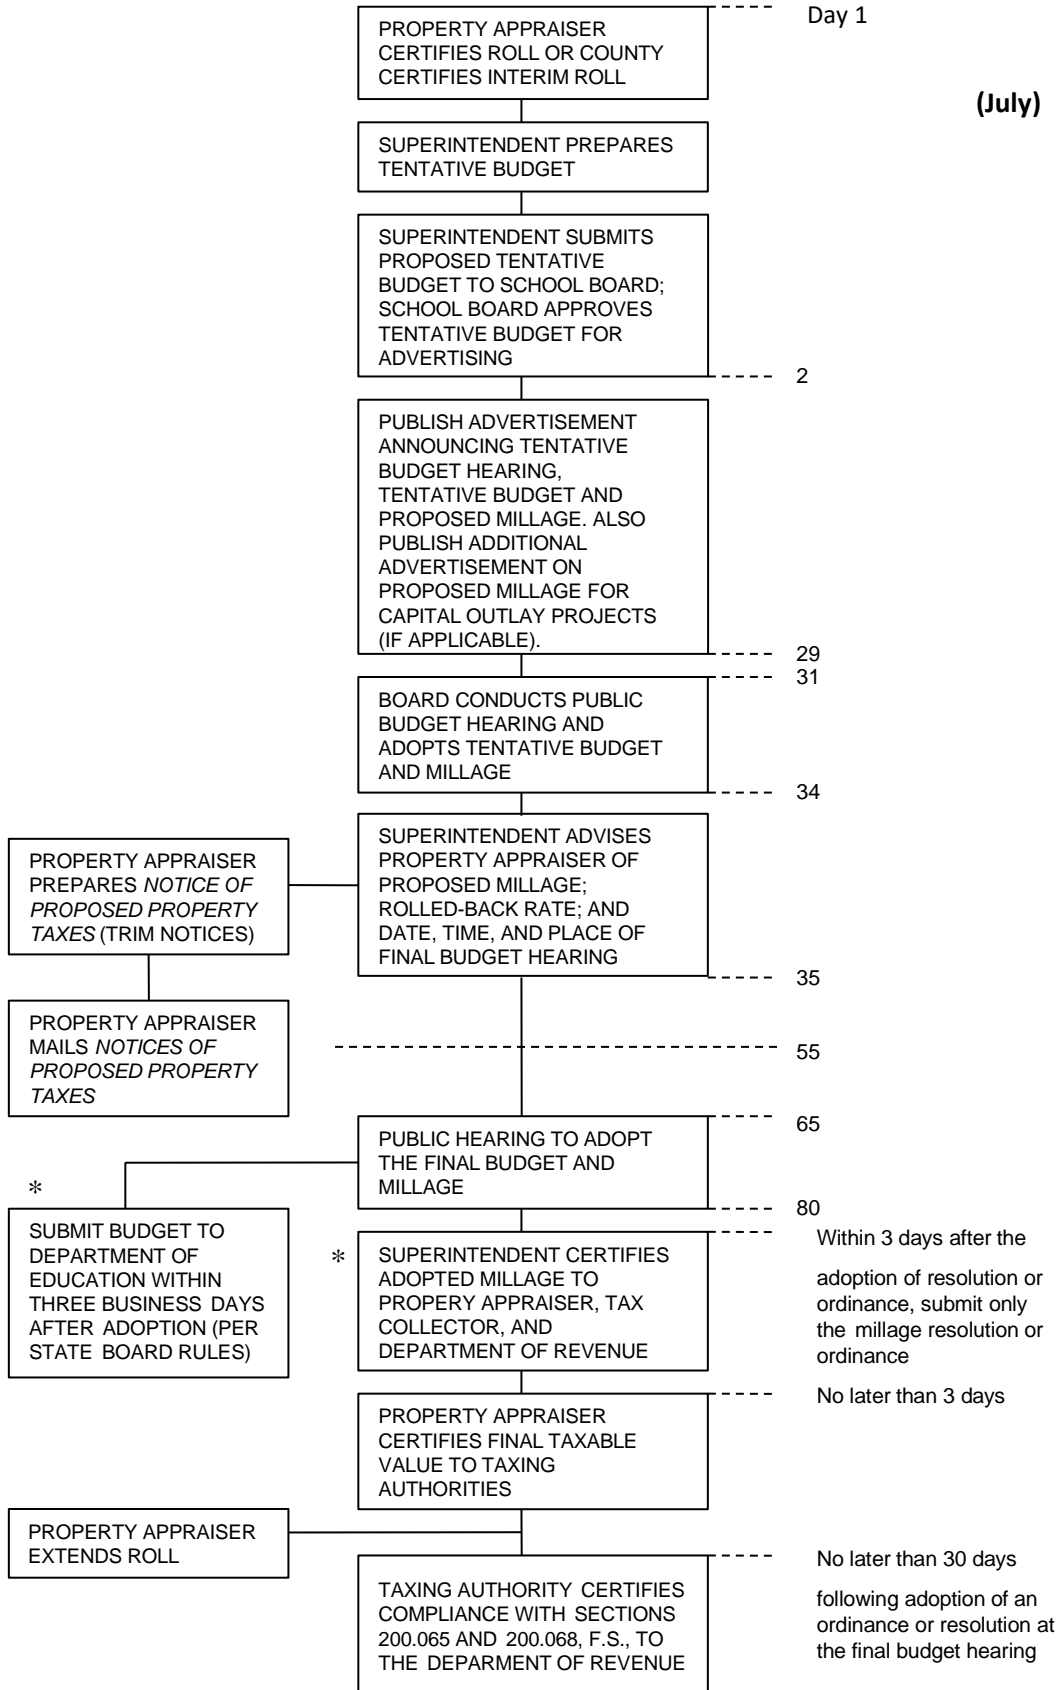 PROPERTY APPRAISER
CERTIFIES ROLL OR COUNTY
CERTIFIES INTERIM ROLL
Day 1
(July)
SUPERINTENDENT PREPARES
TENTATIVE BUDGET
SUPERINTENDENT SUBMITS
PROPOSED TENTATIVE
BUDGET TO SCHOOL BOARD;
SCHOOL BOARD APPROVES
TENTATIVE BUDGET FOR
ADVERTISING
2
PUBLISH ADVERTISEMENT
ANNOUNCING TENTATIVE
BUDGET HEARING,
TENTATIVE BUDGET AND
PROPOSED MILLAGE. ALSO
PUBLISH ADDITIONAL
ADVERTISEMENT ON
PROPOSED MILLAGE FOR
CAPITAL OUTLAY PROJECTS
(IF APPLICABLE).
29
31
BOARD CONDUCTS PUBLIC
BUDGET HEARING AND
ADOPTS TENTATIVE BUDGET
AND MILLAGE
34
SUPERINTENDENT ADVISES
PROPERTY APPRAISER OF
PROPOSED MILLAGE;
ROLLED-BACK RATE; AND
DATE, TIME, AND PLACE OF
FINAL BUDGET HEARING
35
PROPERTY APPRAISER
PREPARES NOTICE OF
PROPOSED PROPERTY
TAXES (TRIM NOTICES)
PROPERTY APPRAISER
MAILS NOTICES OF
PROPOSED PROPERTY
TAXES
55
65
PUBLIC HEARING TO ADOPT
THE FINAL BUDGET AND
MILLAGE
80
*
SUBMIT BUDGET TO
DEPARTMENT OF
EDUCATION WITHIN
THREE BUSINESS DAYS
AFTER ADOPTION (PER
STATE BOARD RULES)
*
SUPERINTENDENT CERTIFIES
ADOPTED MILLAGE TO
PROPERY APPRAISER, TAX
COLLECTOR, AND
DEPARTMENT OF REVENUE
Within 3 days after the
adoption of resolution or
ordinance, submit only
the millage resolution or
ordinance
No later than 3 days
PROPERTY APPRAISER
CERTIFIES FINAL TAXABLE
VALUE TO TAXING
AUTHORITIES
PROPERTY APPRAISER
EXTENDS ROLL
No later than 30 days
following adoption of an
ordinance or resolution at
the final budget hearing
TAXING AUTHORITY CERTIFIES
COMPLIANCE WITH SECTIONS
200.065 AND 200.068, F.S., TO
THE DEPARMENT OF REVENUE